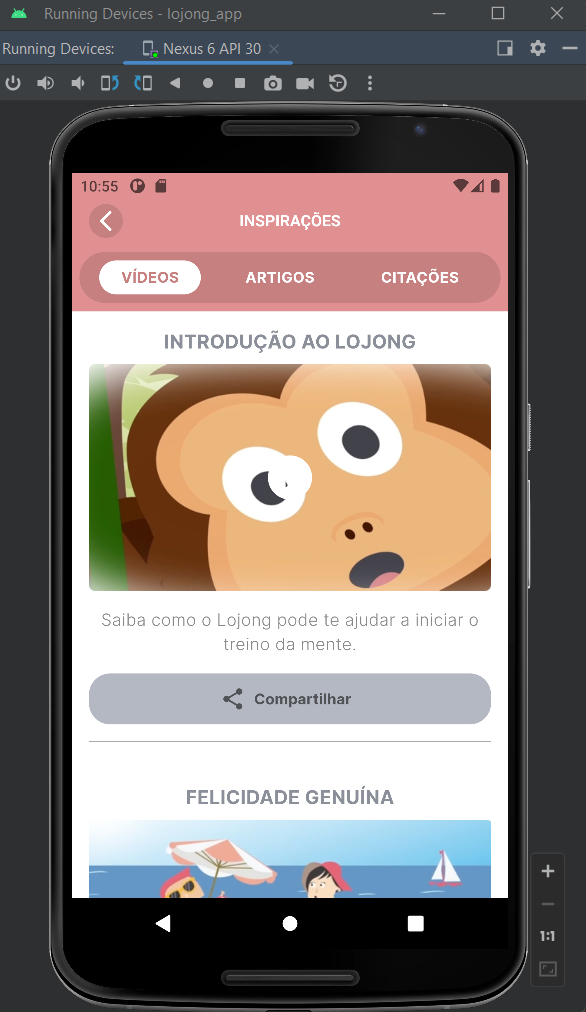 Running Devices - lojong_app
Running Devices: Nexus 6 API 30
10:55
INSPIRAÇÕES
VÍDEOS ARTIGOS CITAÇÕES
INTRODUÇÃO AO LOJONG
Saiba como o Lojong pode te ajudar a iniciar o
treino da mente.
Compartilhar
FELICIDADE GENUÍNA
1:1